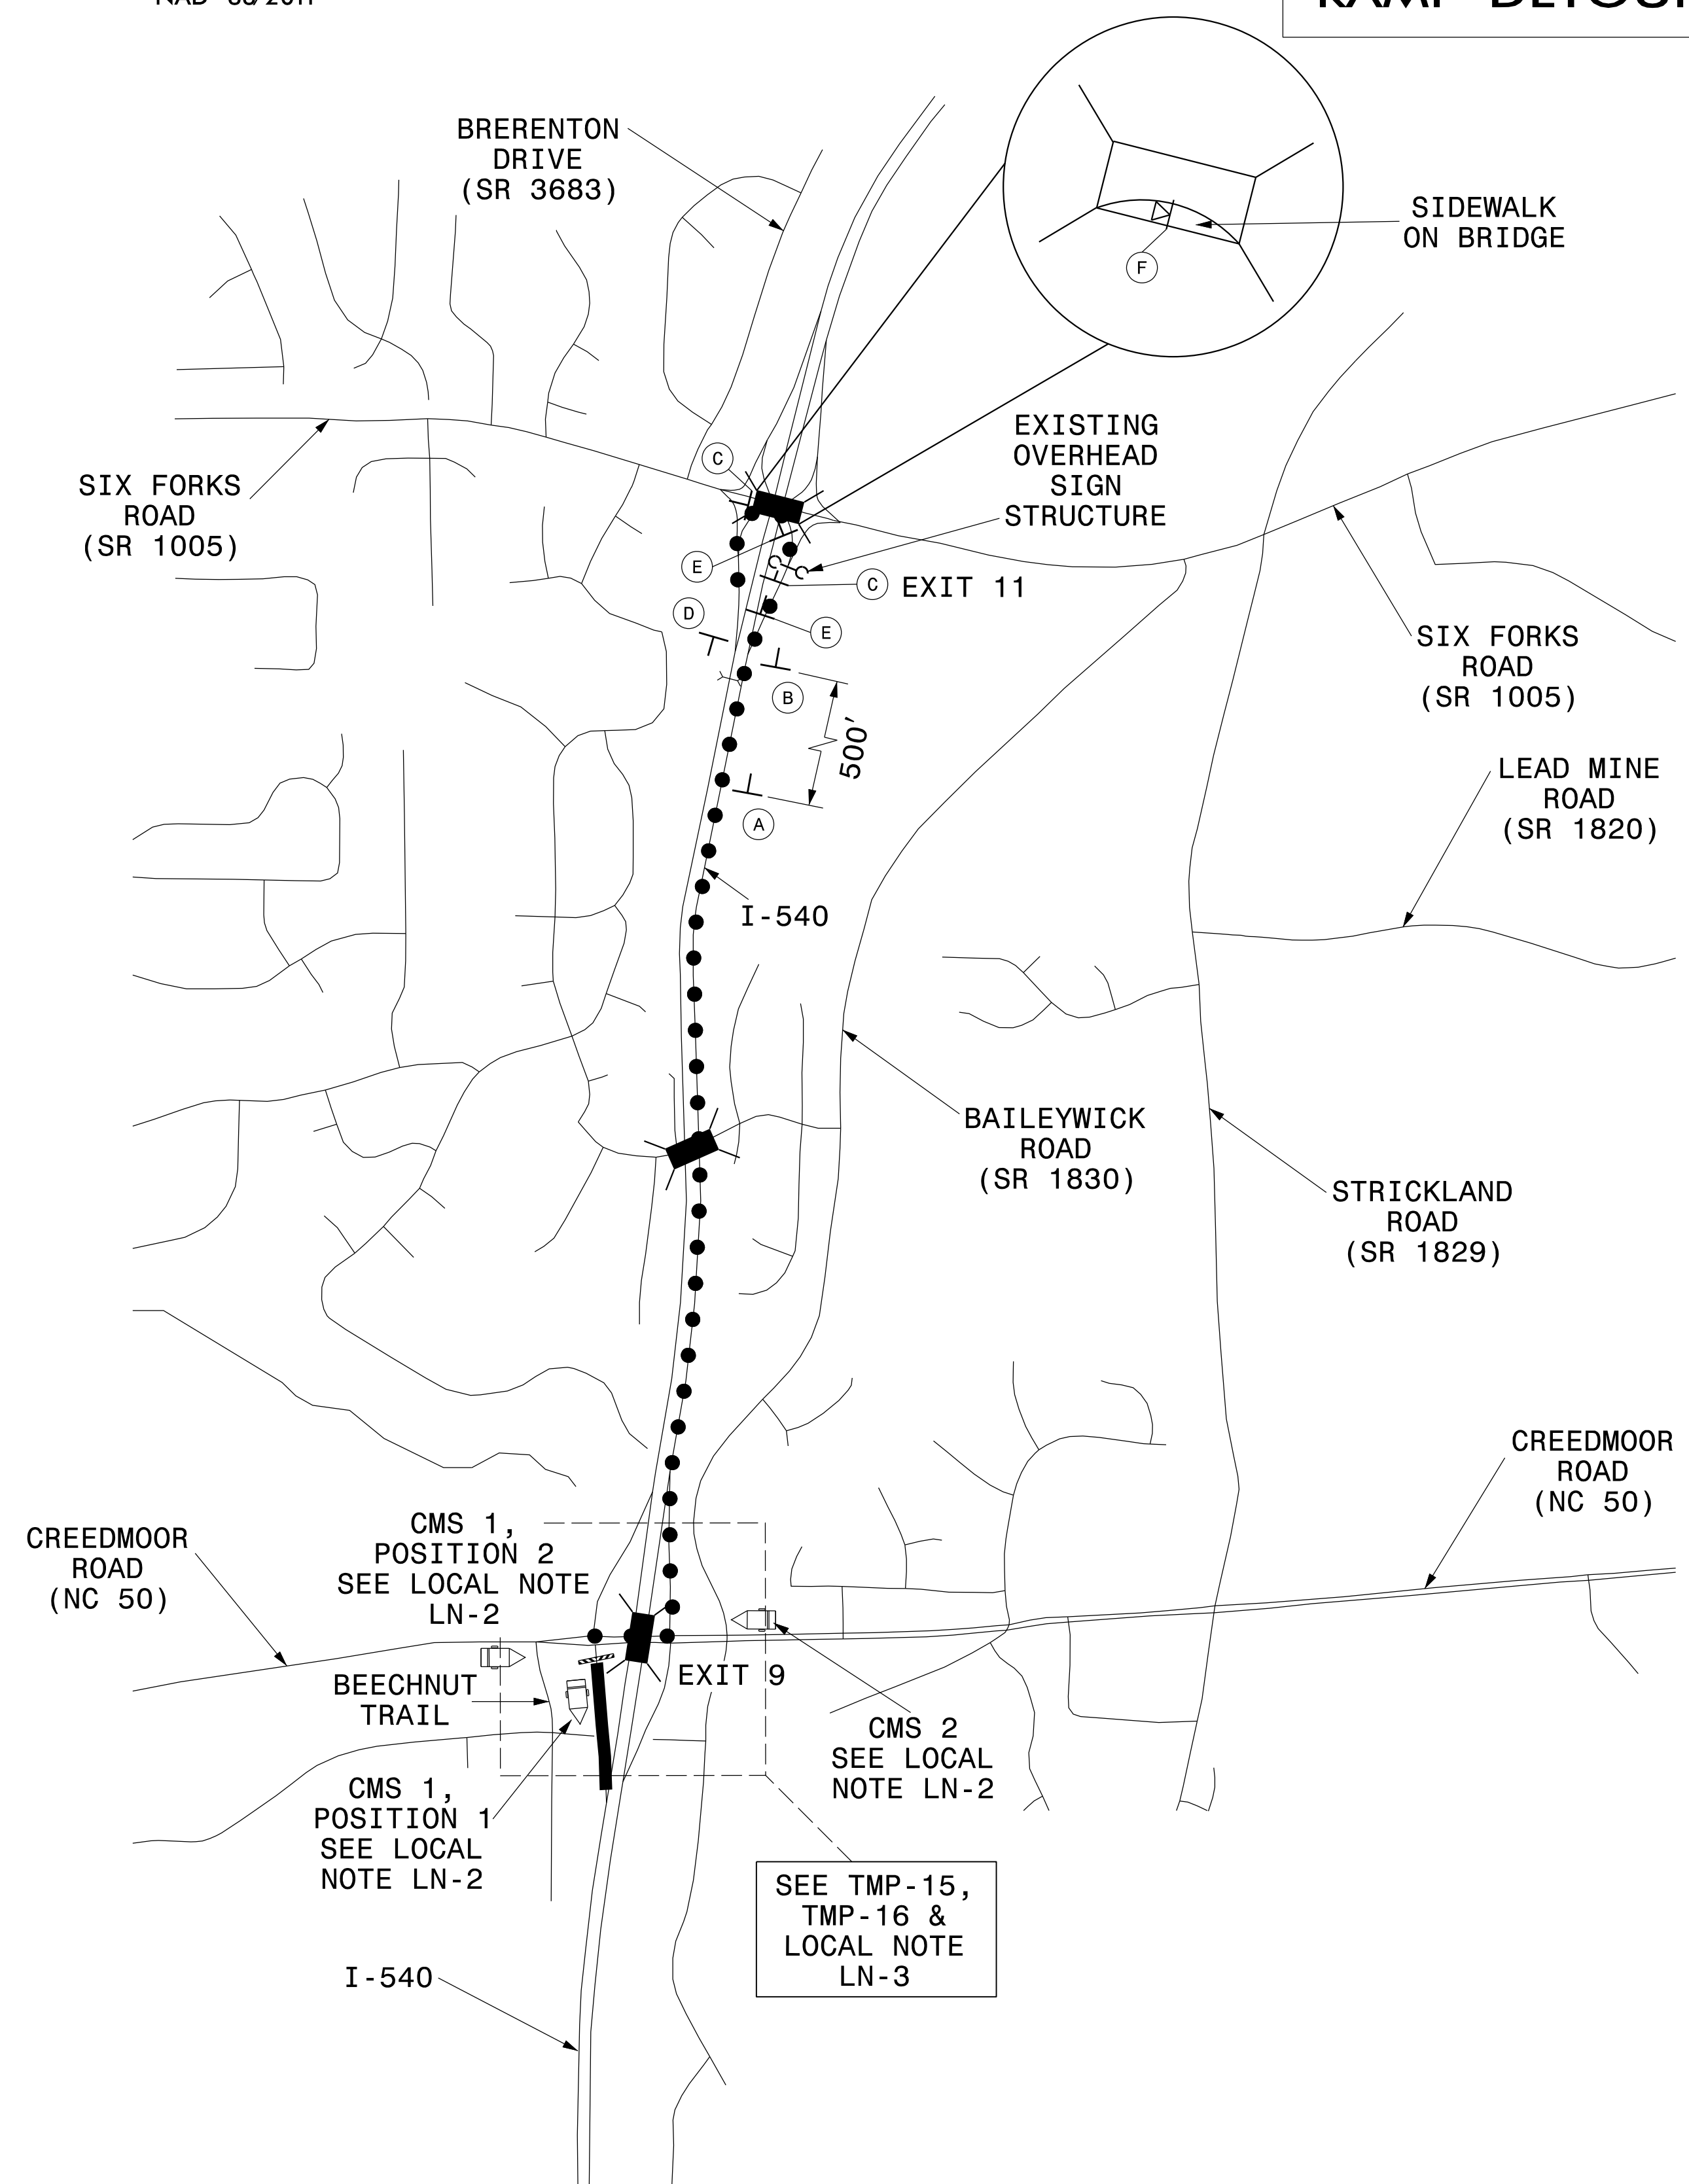 BRERENTON
DRIVE
(SR 3683)
SIDEWALK
ON BRIDGE
F
EXISTING
OVERHEAD
SIGN
STRUCTURE
C
SIX FORKS
ROAD
(SR 1005)
E
C
EXIT 11
D
E
SIX FORKS
ROAD
(SR 1005)
B
500'
A
LEAD MINE
ROAD
(SR 1820)
I-540
BAILEYWICK
ROAD
(SR 1830)
STRICKLAND
ROAD
(SR 1829)
CREEDMOOR
ROAD
(NC 50)
CMS 1,
POSITION 2
SEE LOCAL NOTE
LN-2
CREEDMOOR
ROAD
(NC 50)
EXIT 9
BEECHNUT
TRAIL
CMS 2
SEE LOCAL
NOTE LN-2
CMS 1,
POSITION 1
SEE LOCAL
NOTE LN-2
SEE TMP-15,
TMP-16 &
LOCAL NOTE
LN-3
I-540